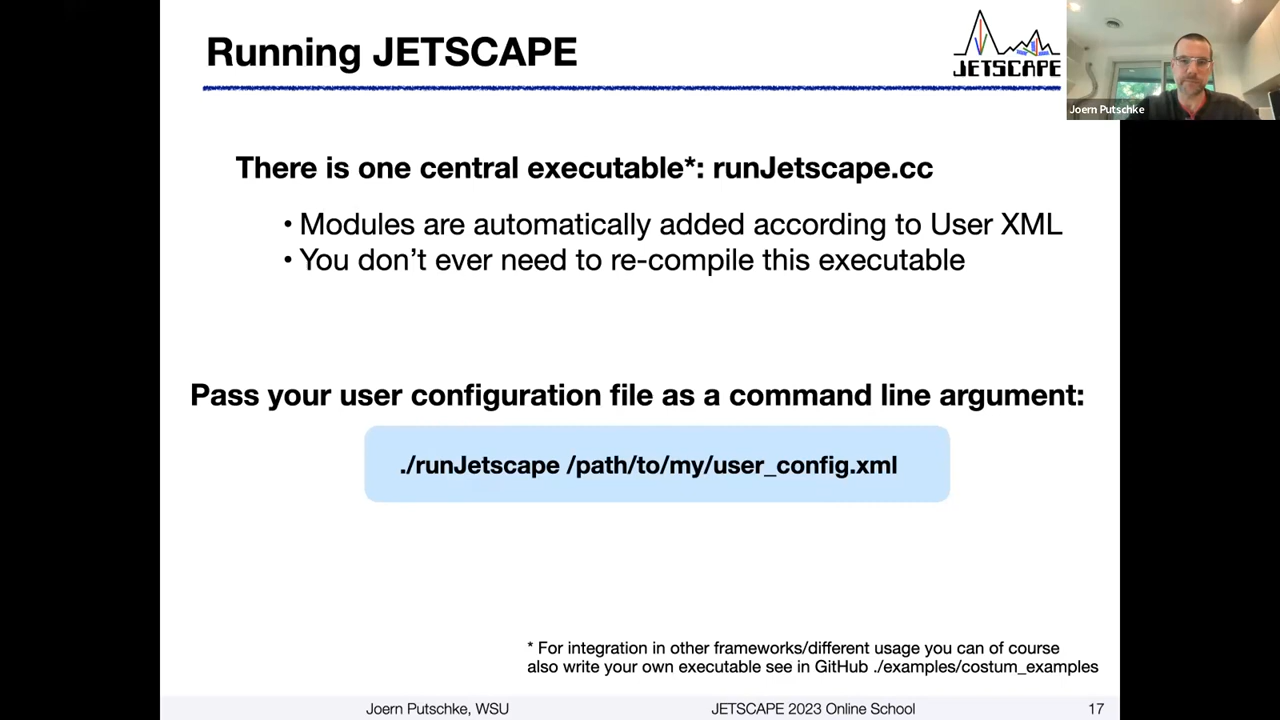 Running JETSCAPE
JETSCAPE
Joern Putschke
There is one central executable*: runJetscape.cc
• Modules are automatically added according to User XML
• You don’t ever need to re-compile this executable
Pass your user configuration file as a command line argument:
./runJetscape /path/to/my/user_config.xml
* For integration in other frameworks/different usage you can of course
also write your own executable see in GitHub ./examples/costum_examples
Joern Putschke, WSU
JETSCAPE 2023 Online School
17